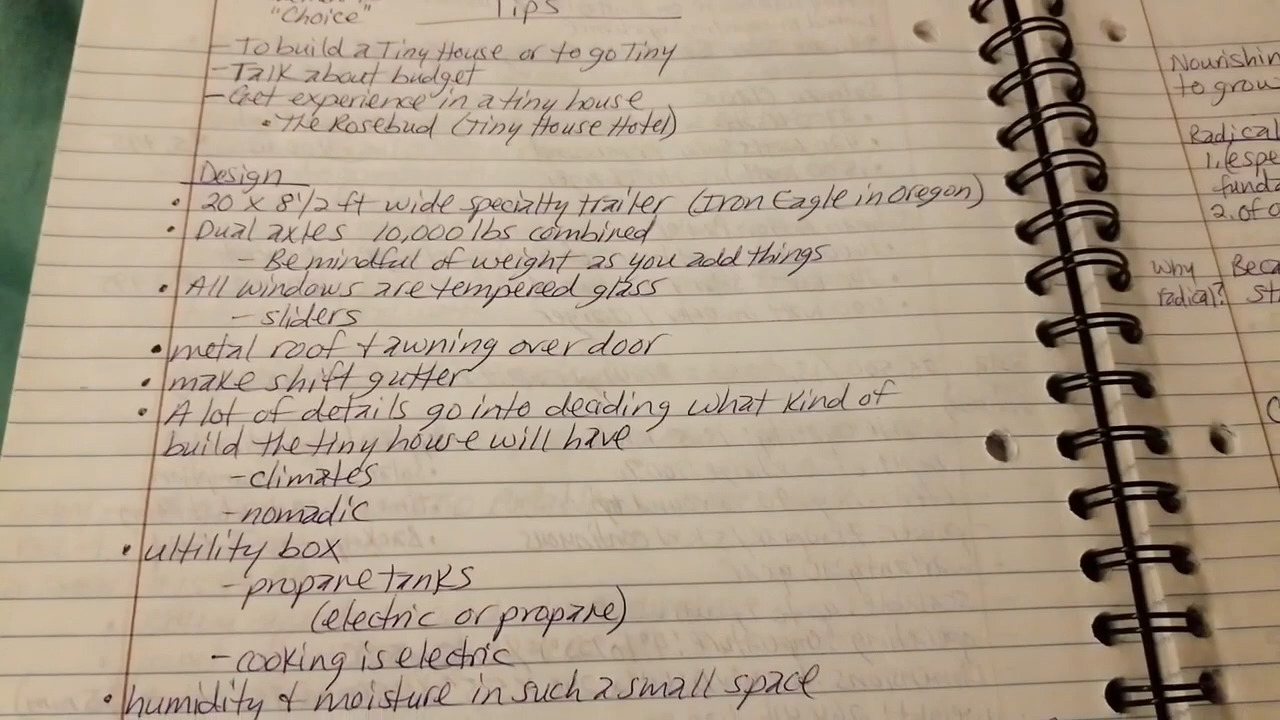 "Choice"
Tips
- To build a Tiny House or to go Tiny
- Talk about budget
- Get experience in a tiny house
• The Rosebud (Tiny House Hotel)
Design
• 20 x 8 1/2 ft wide specialty trailer (Iron Eagle in Oregon)
• Dual axles 10,000 lbs combined
- Be mindful of weight as you add things
• All windows are tempered glass
- sliders
• metal roof + awning over door
• make shift gutter
• A lot of details go into deciding what kind of
build the tiny house will have
- climates
- nomadic
• ultility box
- propane tanks
(electric or propane)
- cooking is electric
• humidity + moisture in such a small space
to grow
Radical
2. of
Why
radical?